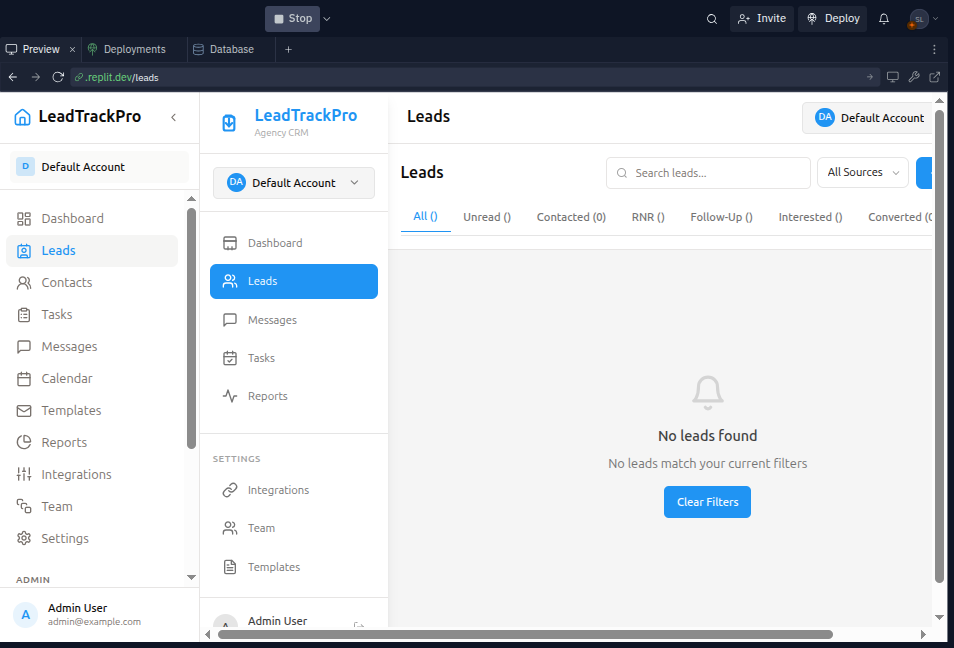 Stop
Invite
Deploy
SL
Preview
Deployments
Database
.replit.dev/leads
LeadTrackPro
D
Default Account
Dashboard
Leads
Contacts
Tasks
Messages
Calendar
Templates
Reports
Integrations
Team
Settings
ADMIN
A
Admin User
admin@example.com
LeadTrackPro
Agency CRM
DA
Default Account
Dashboard
Leads
Messages
Tasks
Reports
SETTINGS
Integrations
Team
Templates
A
Admin User
Leads
DA
Default Account
Leads
Search leads...
All Sources
All ()
Unread ()
Contacted (0)
RNR ()
Follow-Up ()
Interested ()
Converted (0
No leads found
No leads match your current filters
Clear Filters